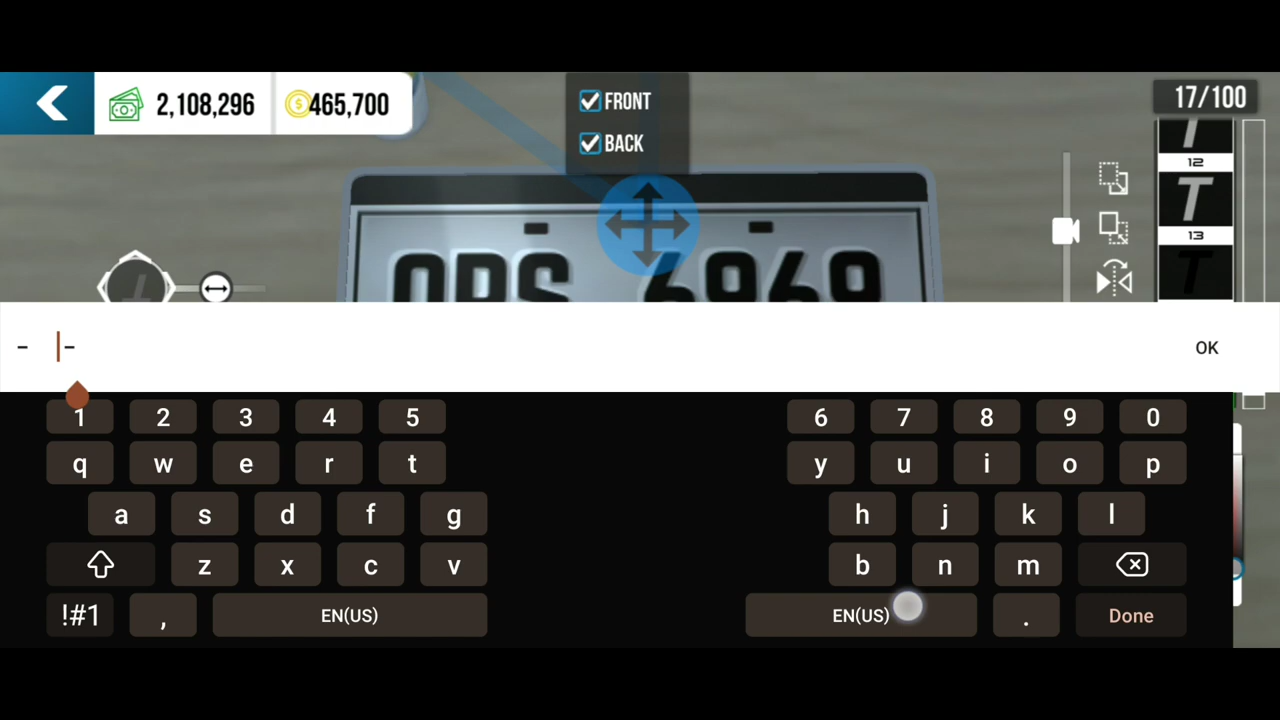 2,108,296 465,700
FRONT
BACK
17/100
12
T
13
T
6969
- -
OK
1 2 3 4 5 6 7 8 9 0
q w e r t y u i o p
a s d f g h j k l
z x c v b n m
!#1 , EN(US) EN(US) . Done